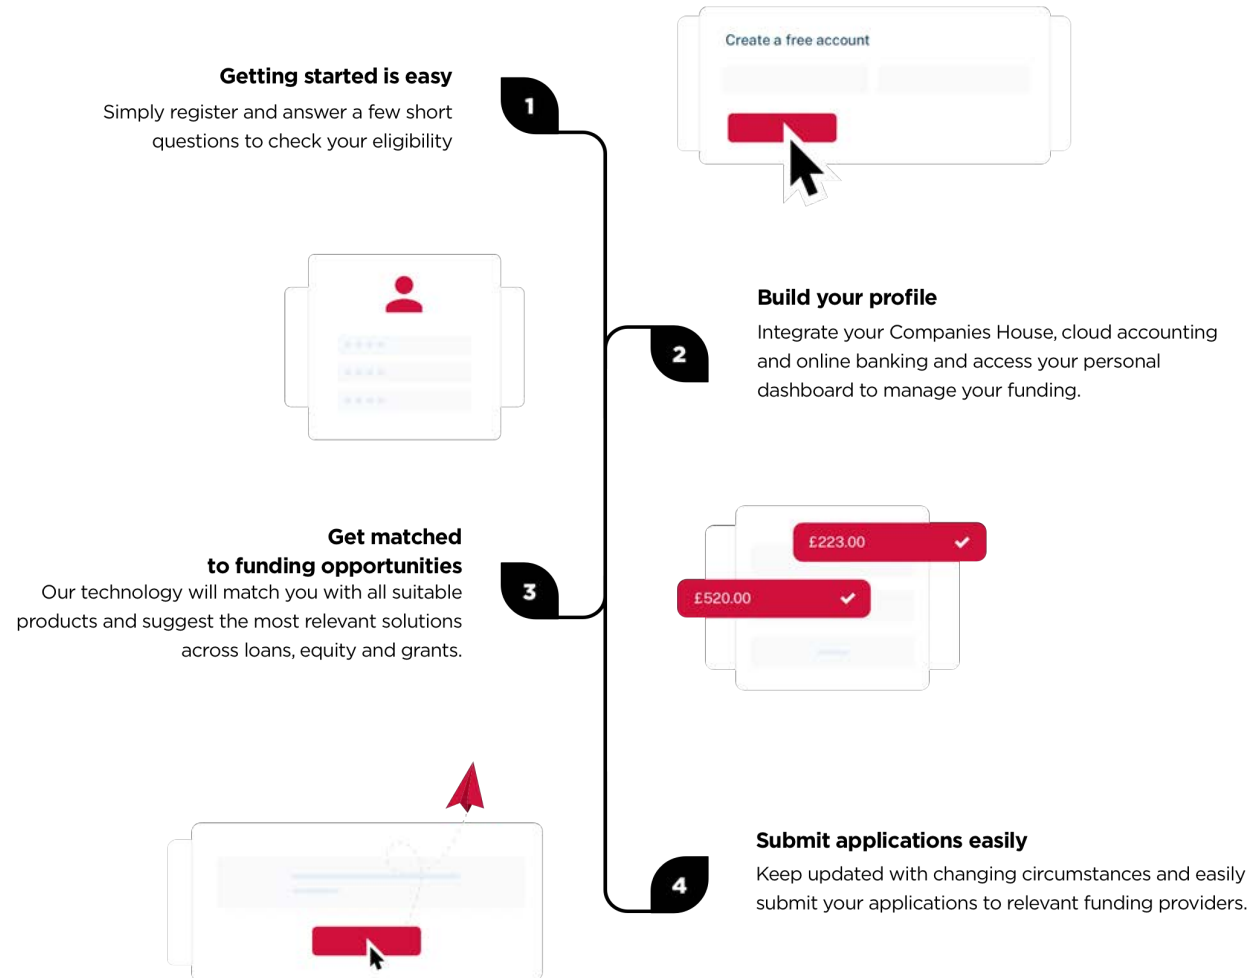 Create a free account
Getting started is easy
1
Simply register and answer a few short
questions to check your eligibility
Build your profile
2
Integrate your Companies House, cloud accounting
and online banking and access your personal
dashboard to manage your funding.
Get matched
to funding opportunities
3
Our technology will match you with all suitable
products and suggest the most relevant solutions
across loans, equity and grants.
£223.00
£520.00
Submit applications easily
4
Keep updated with changing circumstances and easily
submit your applications to relevant funding providers.